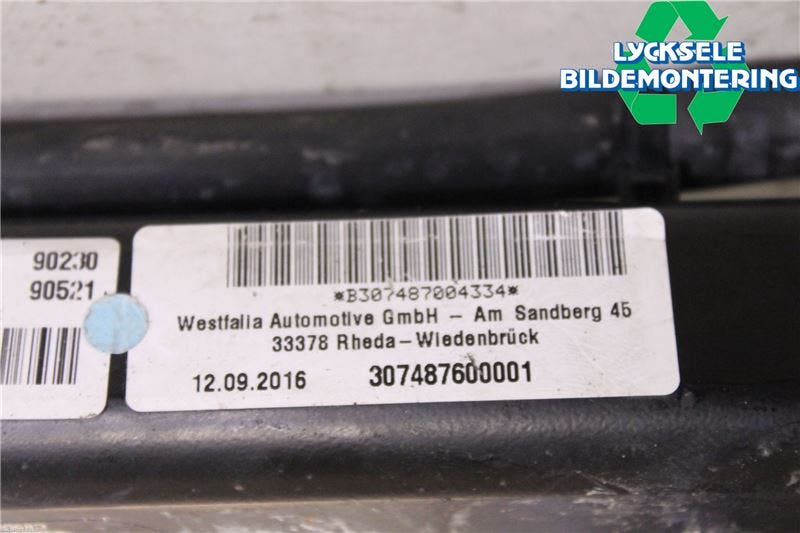 LYCKSELE
BILDEMONTERING
90230
90521
*B307487004334*
Westfalia Automotive GmbH – Am Sandberg 45
33378 Rheda–Wiedenbrück
12.09.2016 307487600001